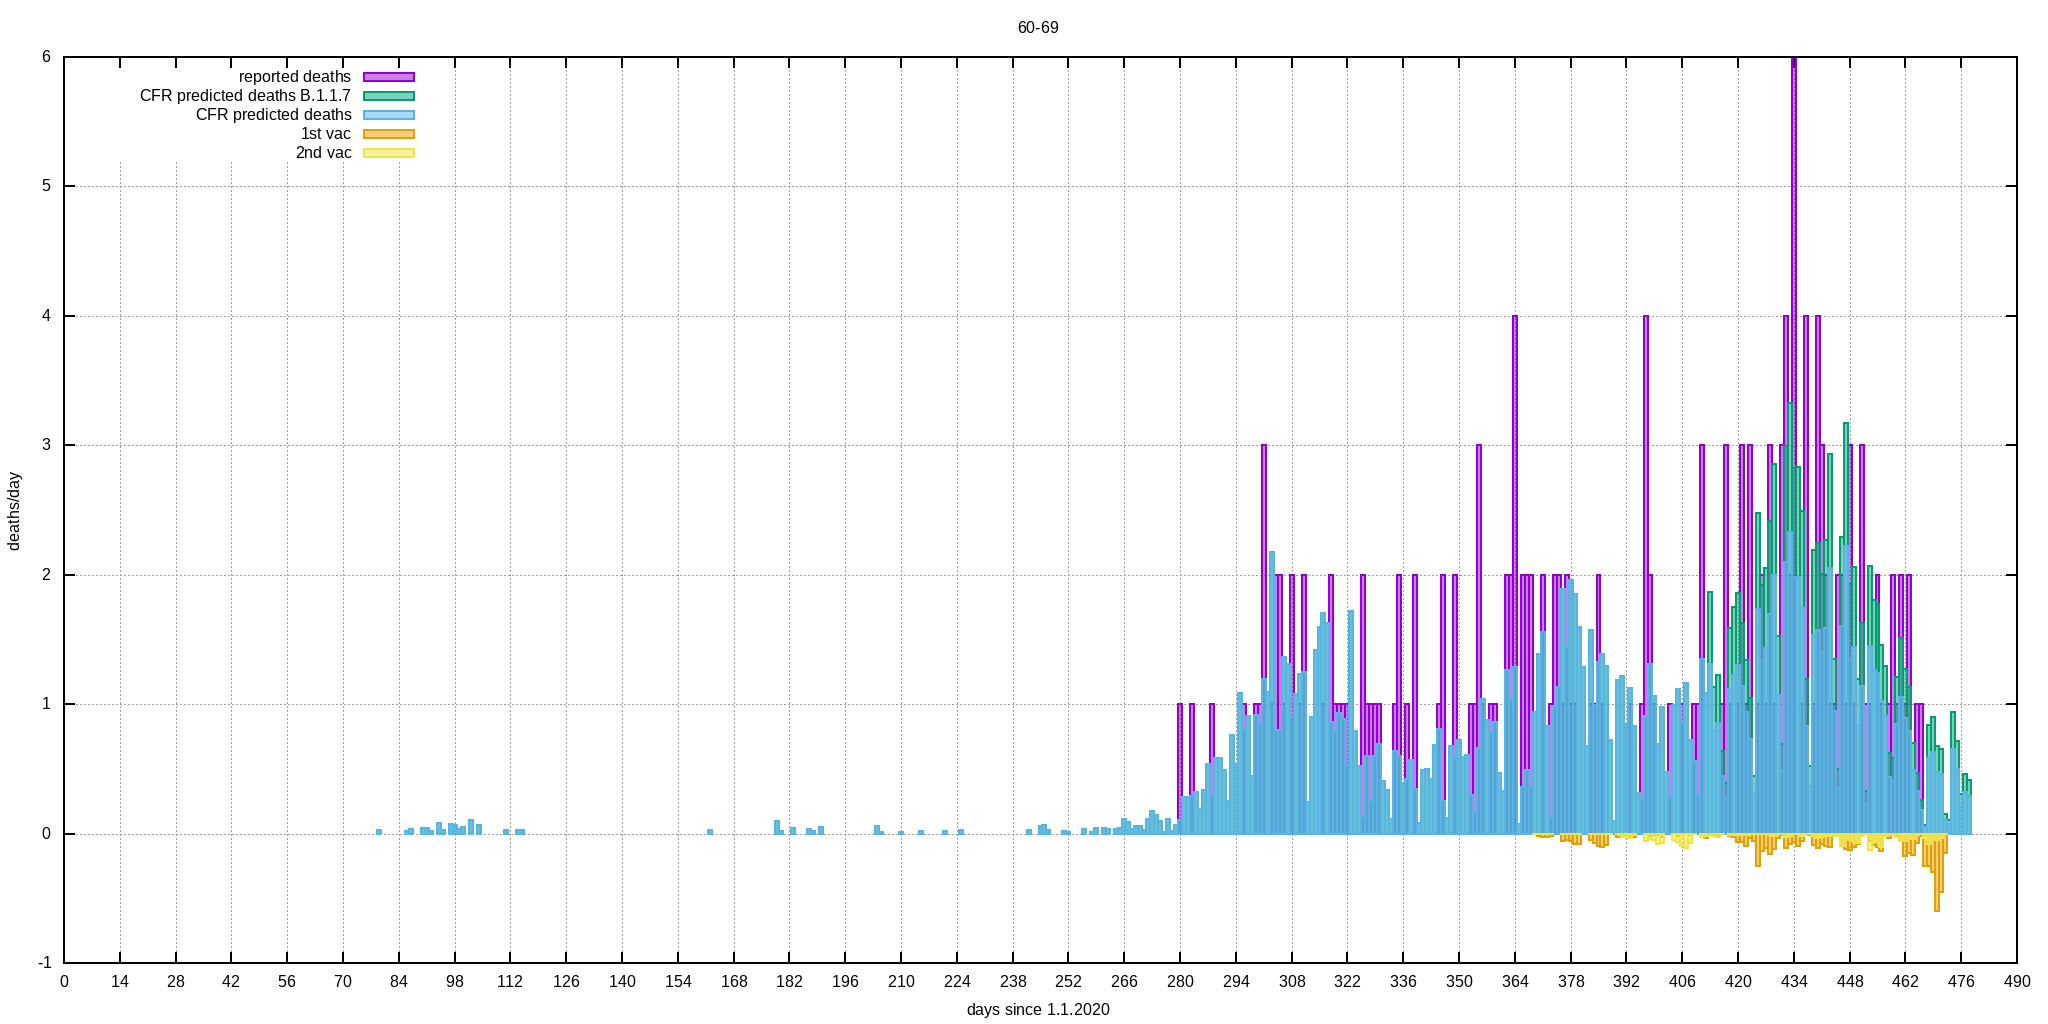 60-69
reported deaths
CFR predicted deaths B.1.1.7
CFR predicted deaths
1st vac
2nd vac
6
5
4
3
2
1
0
-1
deaths/day
0 14 28 42 56 70 84 98 112 126 140 154 168 182 196 210 224 238 252 266 280 294 308 322 336 350 364 378 392 406 420 434 448 462 476 490
days since 1.1.2020